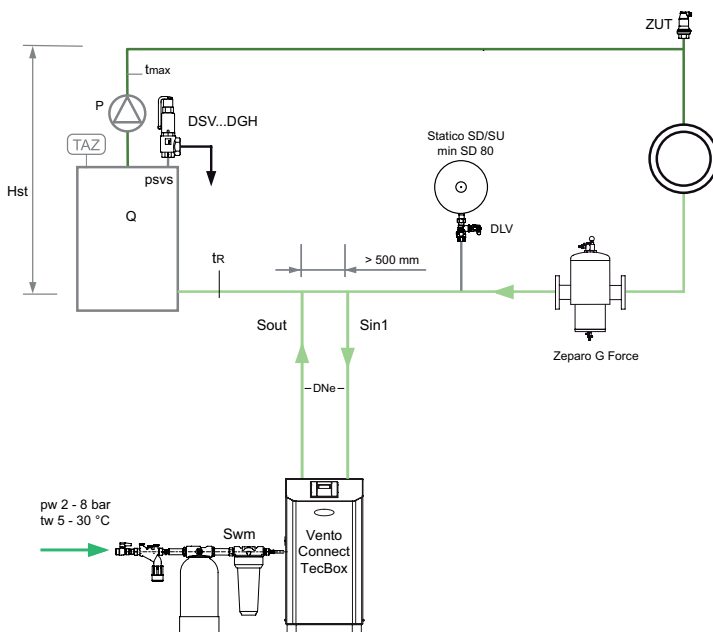 ZUT
tmax
P
DSV...DGH
TAZ
psvs
Hst
Q
Statico SD/SU
min SD 80
DLV
tR
> 500 mm
Sout
Sin1
Zeparo G Force
DNe
pw 2 - 8 bar
tw 5 - 30 °C
Swm
Vento
Connect
TecBox